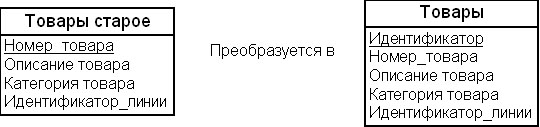 Товары старое
Номер_товара
Описание товара
Категория товара
Идентификатор_линии
Преобразуется в
Товары
Идентификатор
Номер_товара
Описание товара
Категория товара
Идентификатор_линии